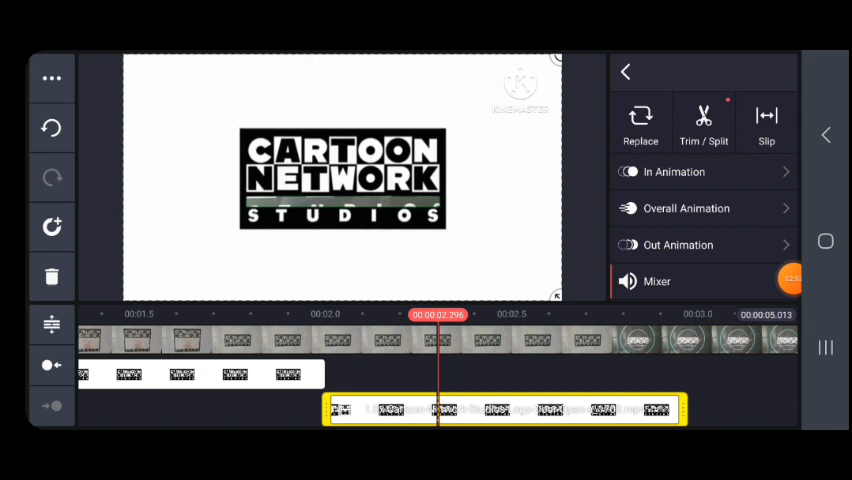 KINEMASTER
CARTOON
NETWORK
STUDIOS
Replace
Trim / Split
Slip
In Animation
Overall Animation
Out Animation
Mixer
00:01.5
00:02.0
00:00:02.296
00:02.5
00:03.0
00:00:05.013